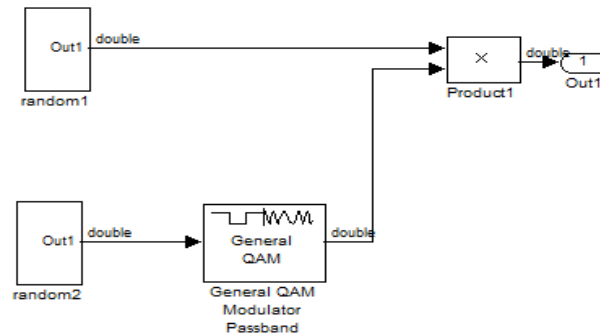 Out1
double
random1
×
Product1
double
1
Out1
Out1
double
random2
General
QAM
double
General QAM
Modulator
Passband